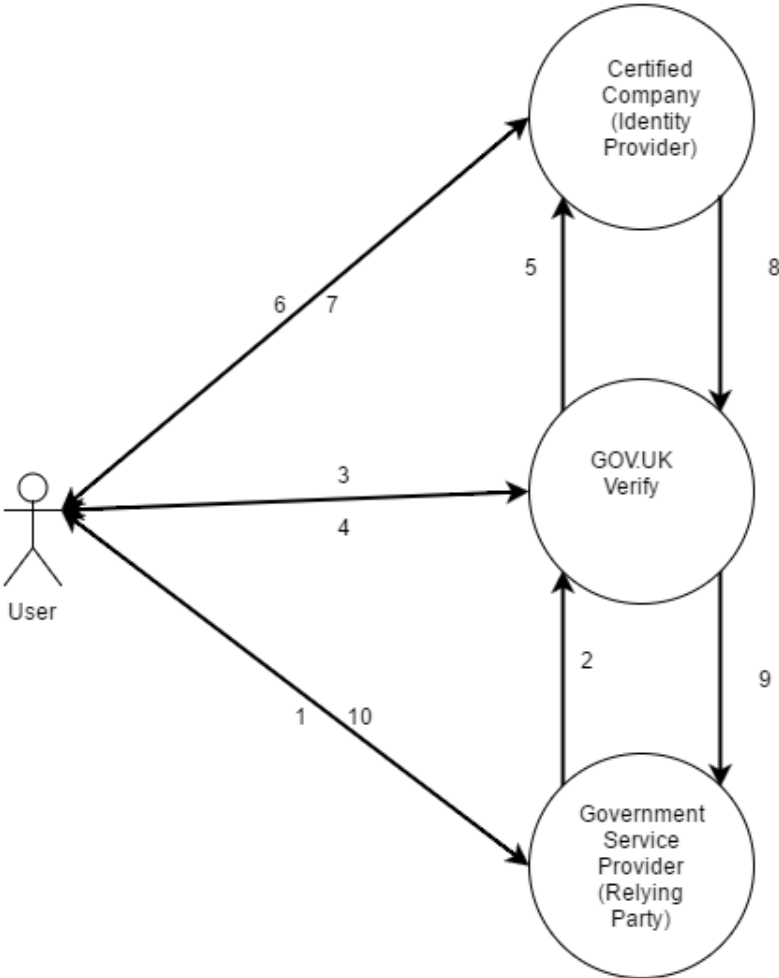 Certified
Company
(Identity
Provider)
5
8
6
7
GOV.UK
Verify
3
4
User
2
9
1
10
Government
Service
Provider
(Relying
Party)